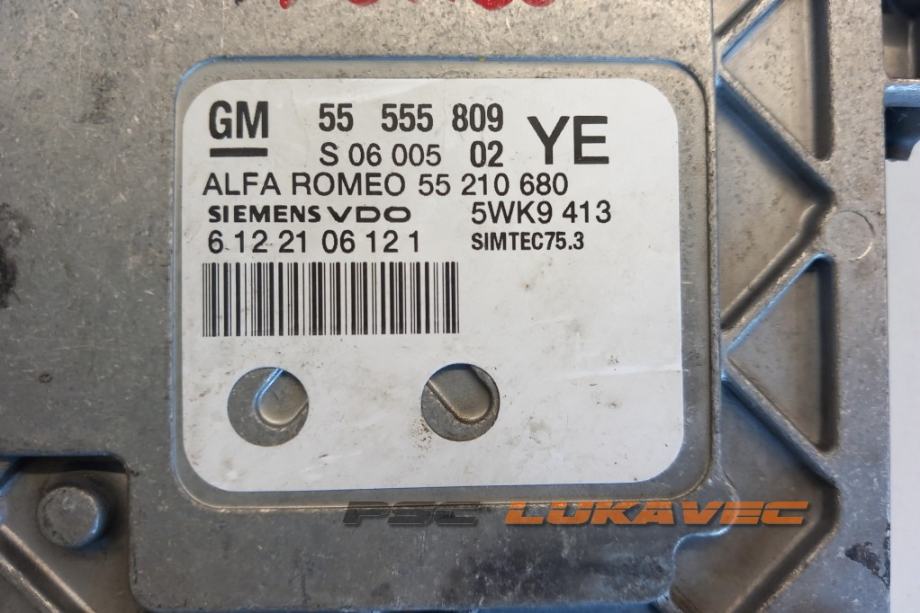 GM 55 555 809 YE
S 06 005 02
ALFA ROMEO 55 210 680
SIEMENS VDO 5WK9 413
6 12 21 06 12 1 SIMTEC75.3
PSC LUKAVEC